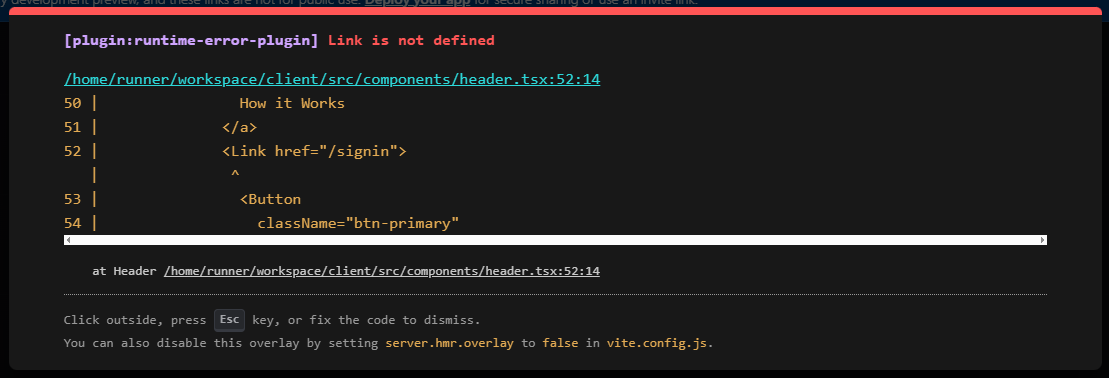 y development preview, and these links are not for public use. Deploy your app for secure sharing or use an invite link.
[plugin:runtime-error-plugin] Link is not defined
/home/runner/workspace/client/src/components/header.tsx:52:14
50 | How it Works
51 | </a>
52 | <Link href="/signin">
| ^
53 | <Button
54 | className="btn-primary"
at Header /home/runner/workspace/client/src/components/header.tsx:52:14
Click outside, press Esc key, or fix the code to dismiss.
You can also disable this overlay by setting server.hmr.overlay to false in vite.config.js.